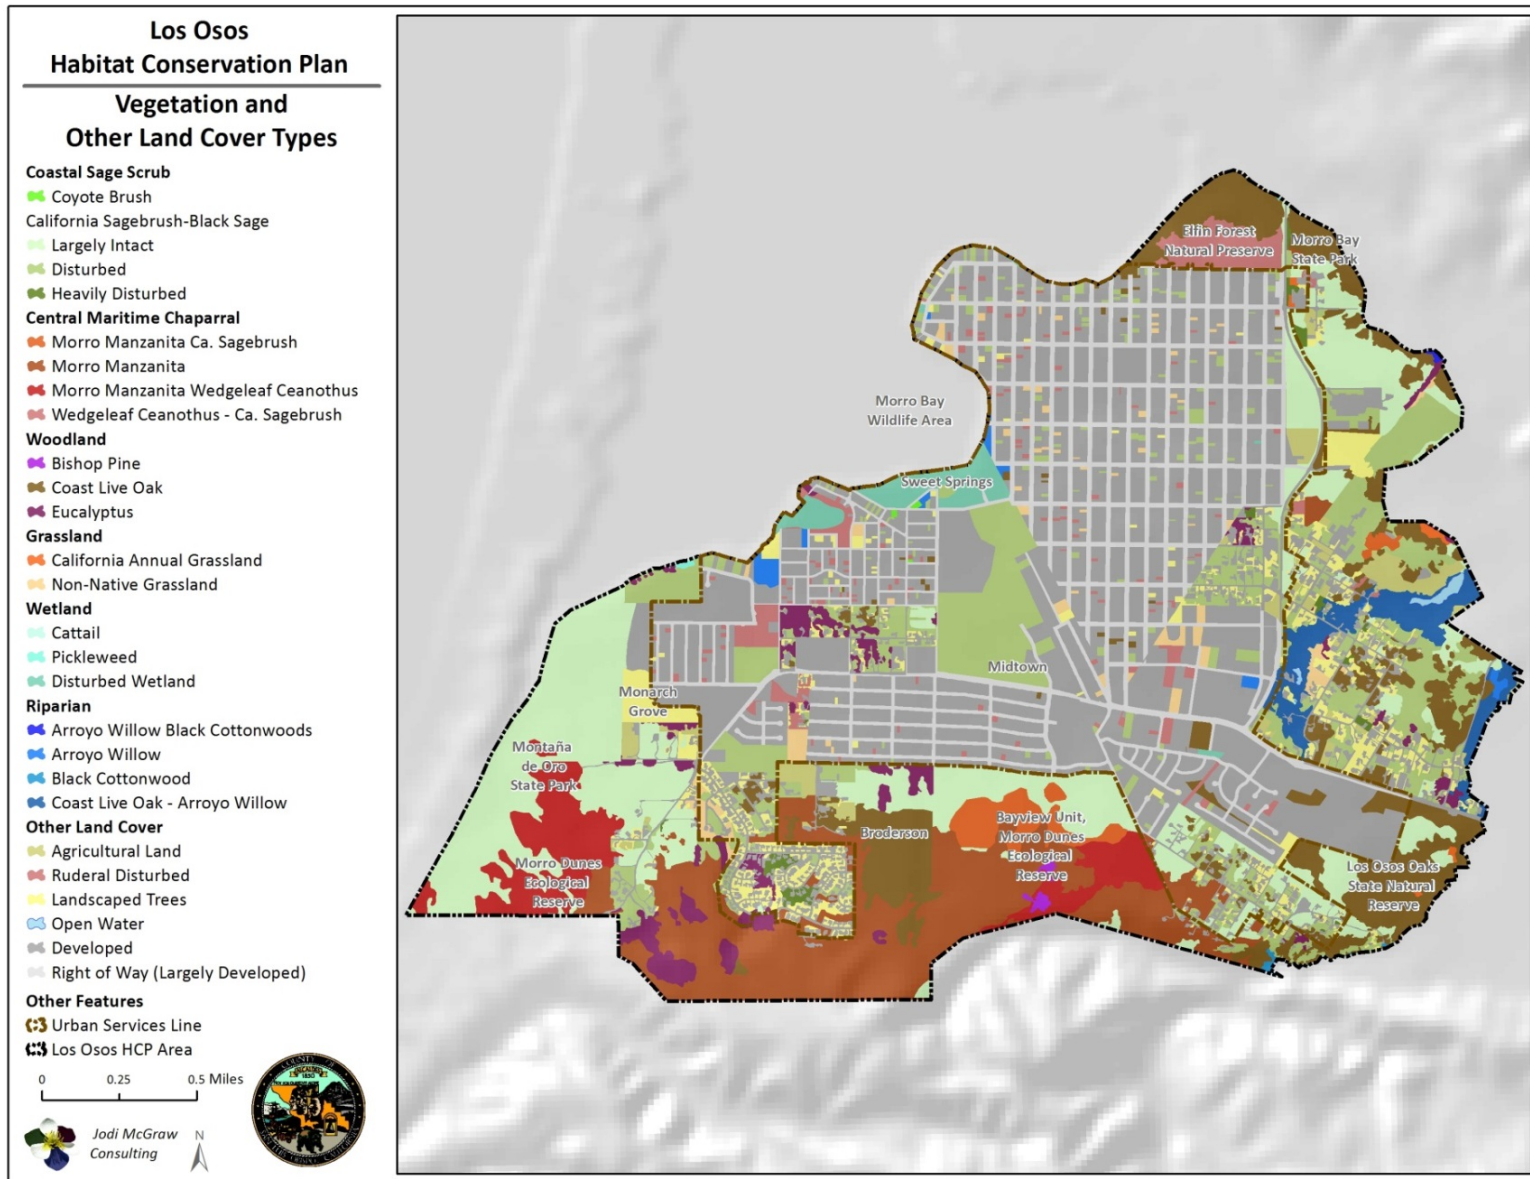 Los Osos
Habitat Conservation Plan
Vegetation and
Other Land Cover Types
Coastal Sage Scrub
Coyote Brush
California Sagebrush-Black Sage
Largely Intact
Disturbed
Heavily Disturbed
Central Maritime Chaparral
Morro Manzanita Ca. Sagebrush
Morro Manzanita
Morro Manzanita Wedgeleaf Ceanothus
Wedgeleaf Ceanothus - Ca. Sagebrush
Woodland
Bishop Pine
Coast Live Oak
Eucalyptus
Grassland
California Annual Grassland
Non-Native Grassland
Wetland
Cattail
Pickleweed
Disturbed Wetland
Riparian
Arroyo Willow Black Cottonwoods
Arroyo Willow
Black Cottonwood
Coast Live Oak - Arroyo Willow
Other Land Cover
Agricultural Land
Ruderal Disturbed
Landscaped Trees
Open Water
Developed
Right of Way (Largely Developed)
Other Features
Urban Services Line
Los Osos HCP Area
0 0.25 0.5 Miles
Jodi McGraw
Consulting
N
COUNTY OF
1850
Elfin Forest
Natural Preserve
Morro Bay
State Park
Morro Bay
Wildlife Area
Sweet Springs
Midtown
Monarch
Grove
Montaña
de Oro
State Park
Morro Dunes
Ecological
Reserve
Broderson
Bayview Unit,
Morro Dunes
Ecological
Reserve
Los Osos Oaks
State Natural
Reserve